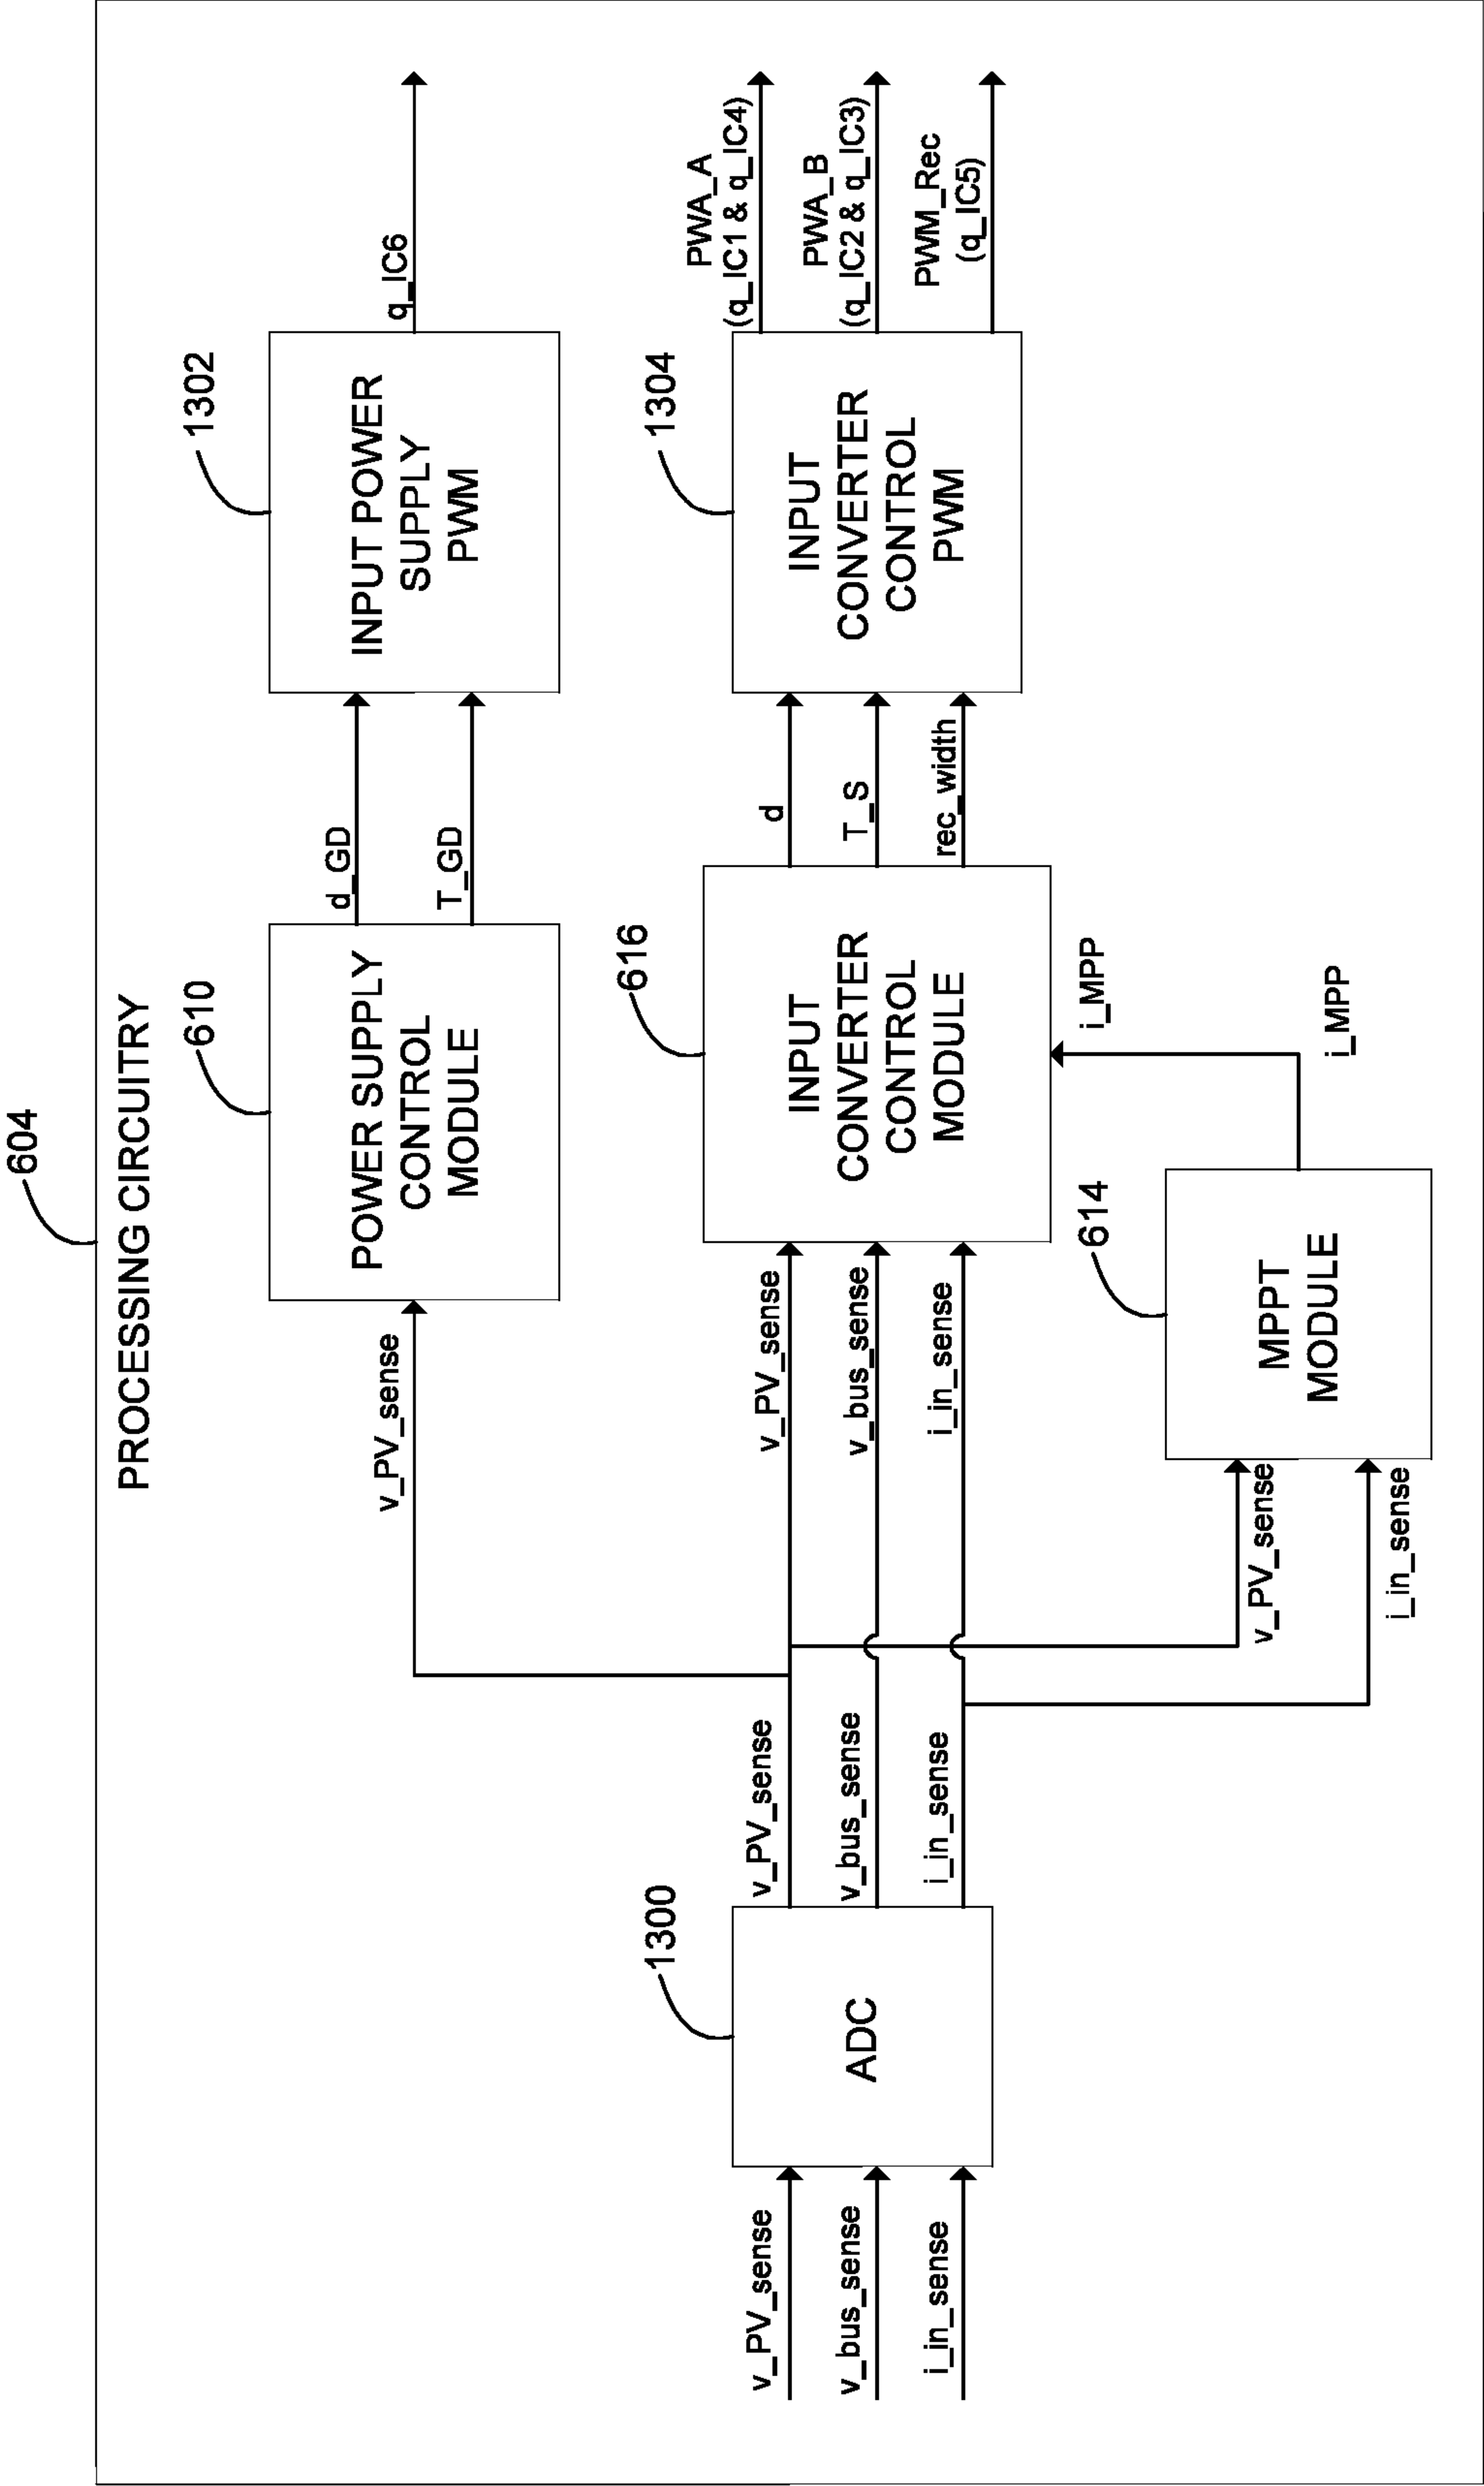 604
PROCESSING CIRCUITRY
1302
610
INPUT POWER
SUPPLY
PWM
POWER SUPPLY
CONTROL
MODULE
v_PV_sense
d_GD
T_GD
q_IC6
1300
616
1304
ADC
v_PV_sense
v_bus_sense
i_in_sense
v_PV_sense
v_bus_sense
i_in_sense
v_PV_sense
v_bus_sense
i_in_sense
INPUT
CONVERTER
CONTROL
MODULE
d
T_S
rec_width
INPUT
CONVERTER
CONTROL
PWM
PWA_A
(q_IC1 & q_IC4)
PWA_B
(q_IC2 & q_IC3)
PWM_Rec
(q_IC5)
614
MPPT
MODULE
v_PV_sense
i_in_sense
i_MPP
i_MPP